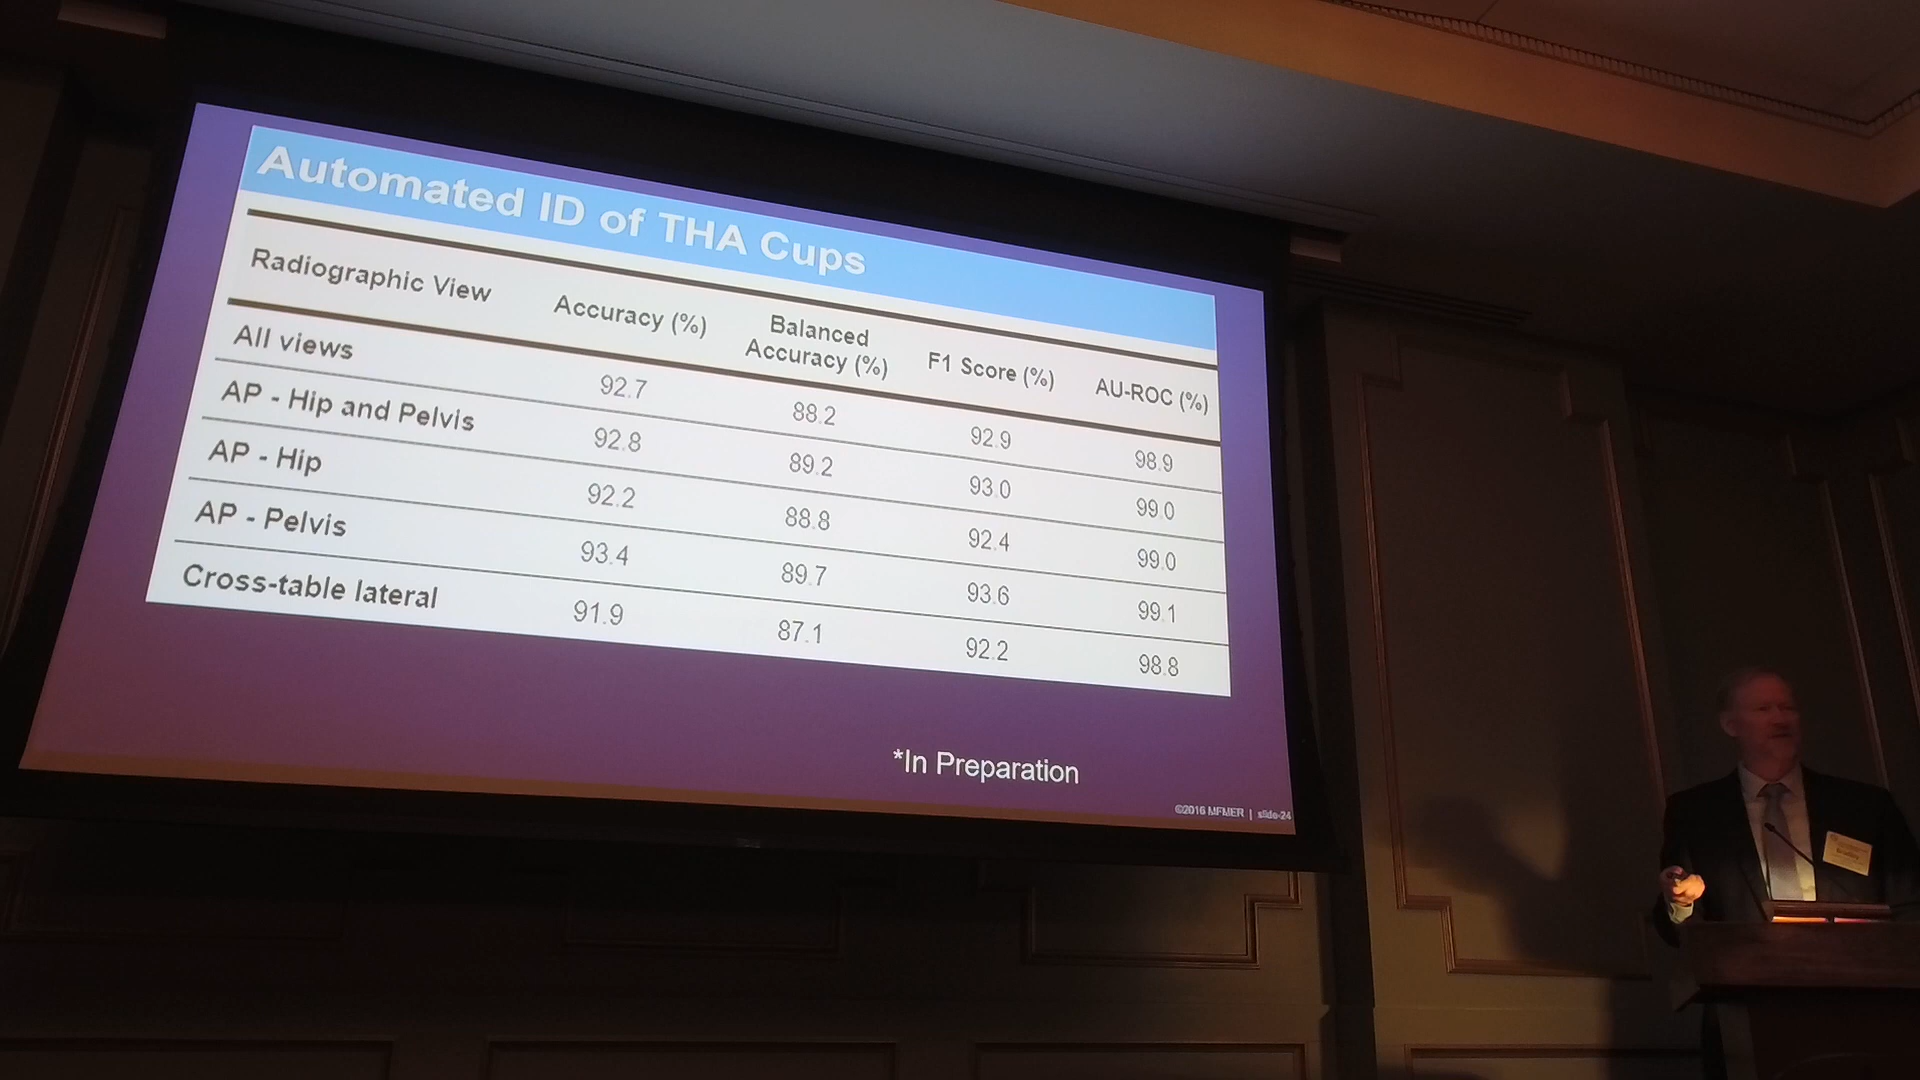 Automated ID of THA Cups
Radiographic View Accuracy (%) Balanced Accuracy (%) F1 Score (%) AU-ROC (%)
All views 92.7 88.2 92.9 98.9
AP - Hip and Pelvis 92.8 89.2 93.0 99.0
AP - Hip 92.2 88.8 92.4 99.0
AP - Pelvis 93.4 89.7 93.6 99.1
Cross-table lateral 91.9 87.1 92.2 98.8
*In Preparation
©2016 MFMER | slide-24